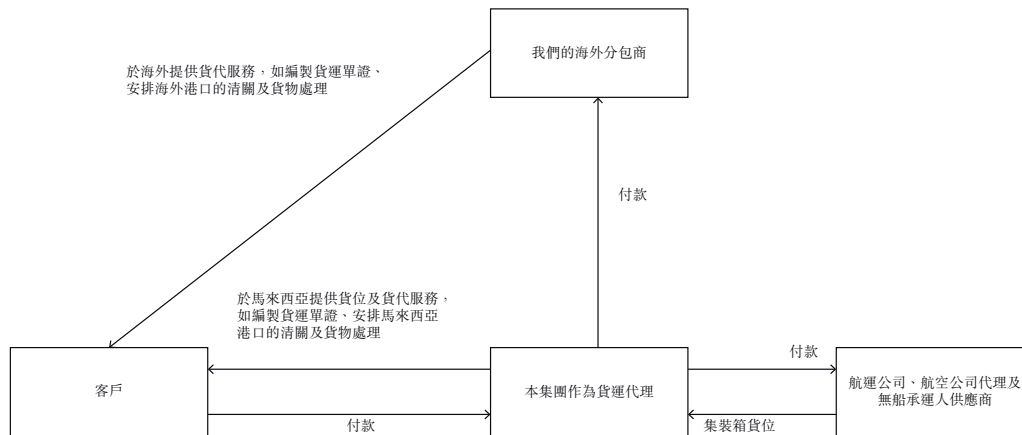 我們的海外分包商
於海外提供貨代服務，如編製貨運單證、
安排海外港口的清關及貨物處理
付款
於馬來西亞提供貨位及貨代服務，
如編製貨運單證、安排馬來西亞
港口的清關及貨物處理
付款
客戶
本集團作為貨運代理
航運公司、航空公司代理及
無船承運人供應商
付款
集裝箱貨位